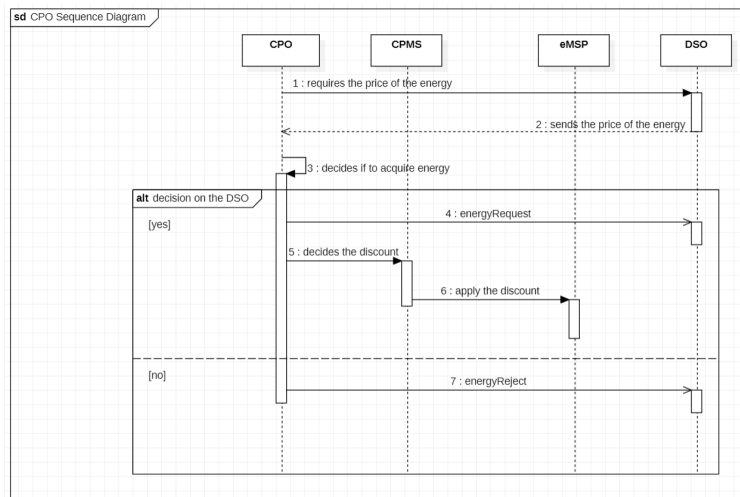 sd CPO Sequence Diagram
CPO
CPMS
eMSP
DSO
1 : requires the price of the energy
2 : sends the price of the energy
3 : decides if to acquire energy
alt decision on the DSO
[yes]
4 : energyRequest
5 : decides the discount
6 : apply the discount
[no]
7 : energyReject